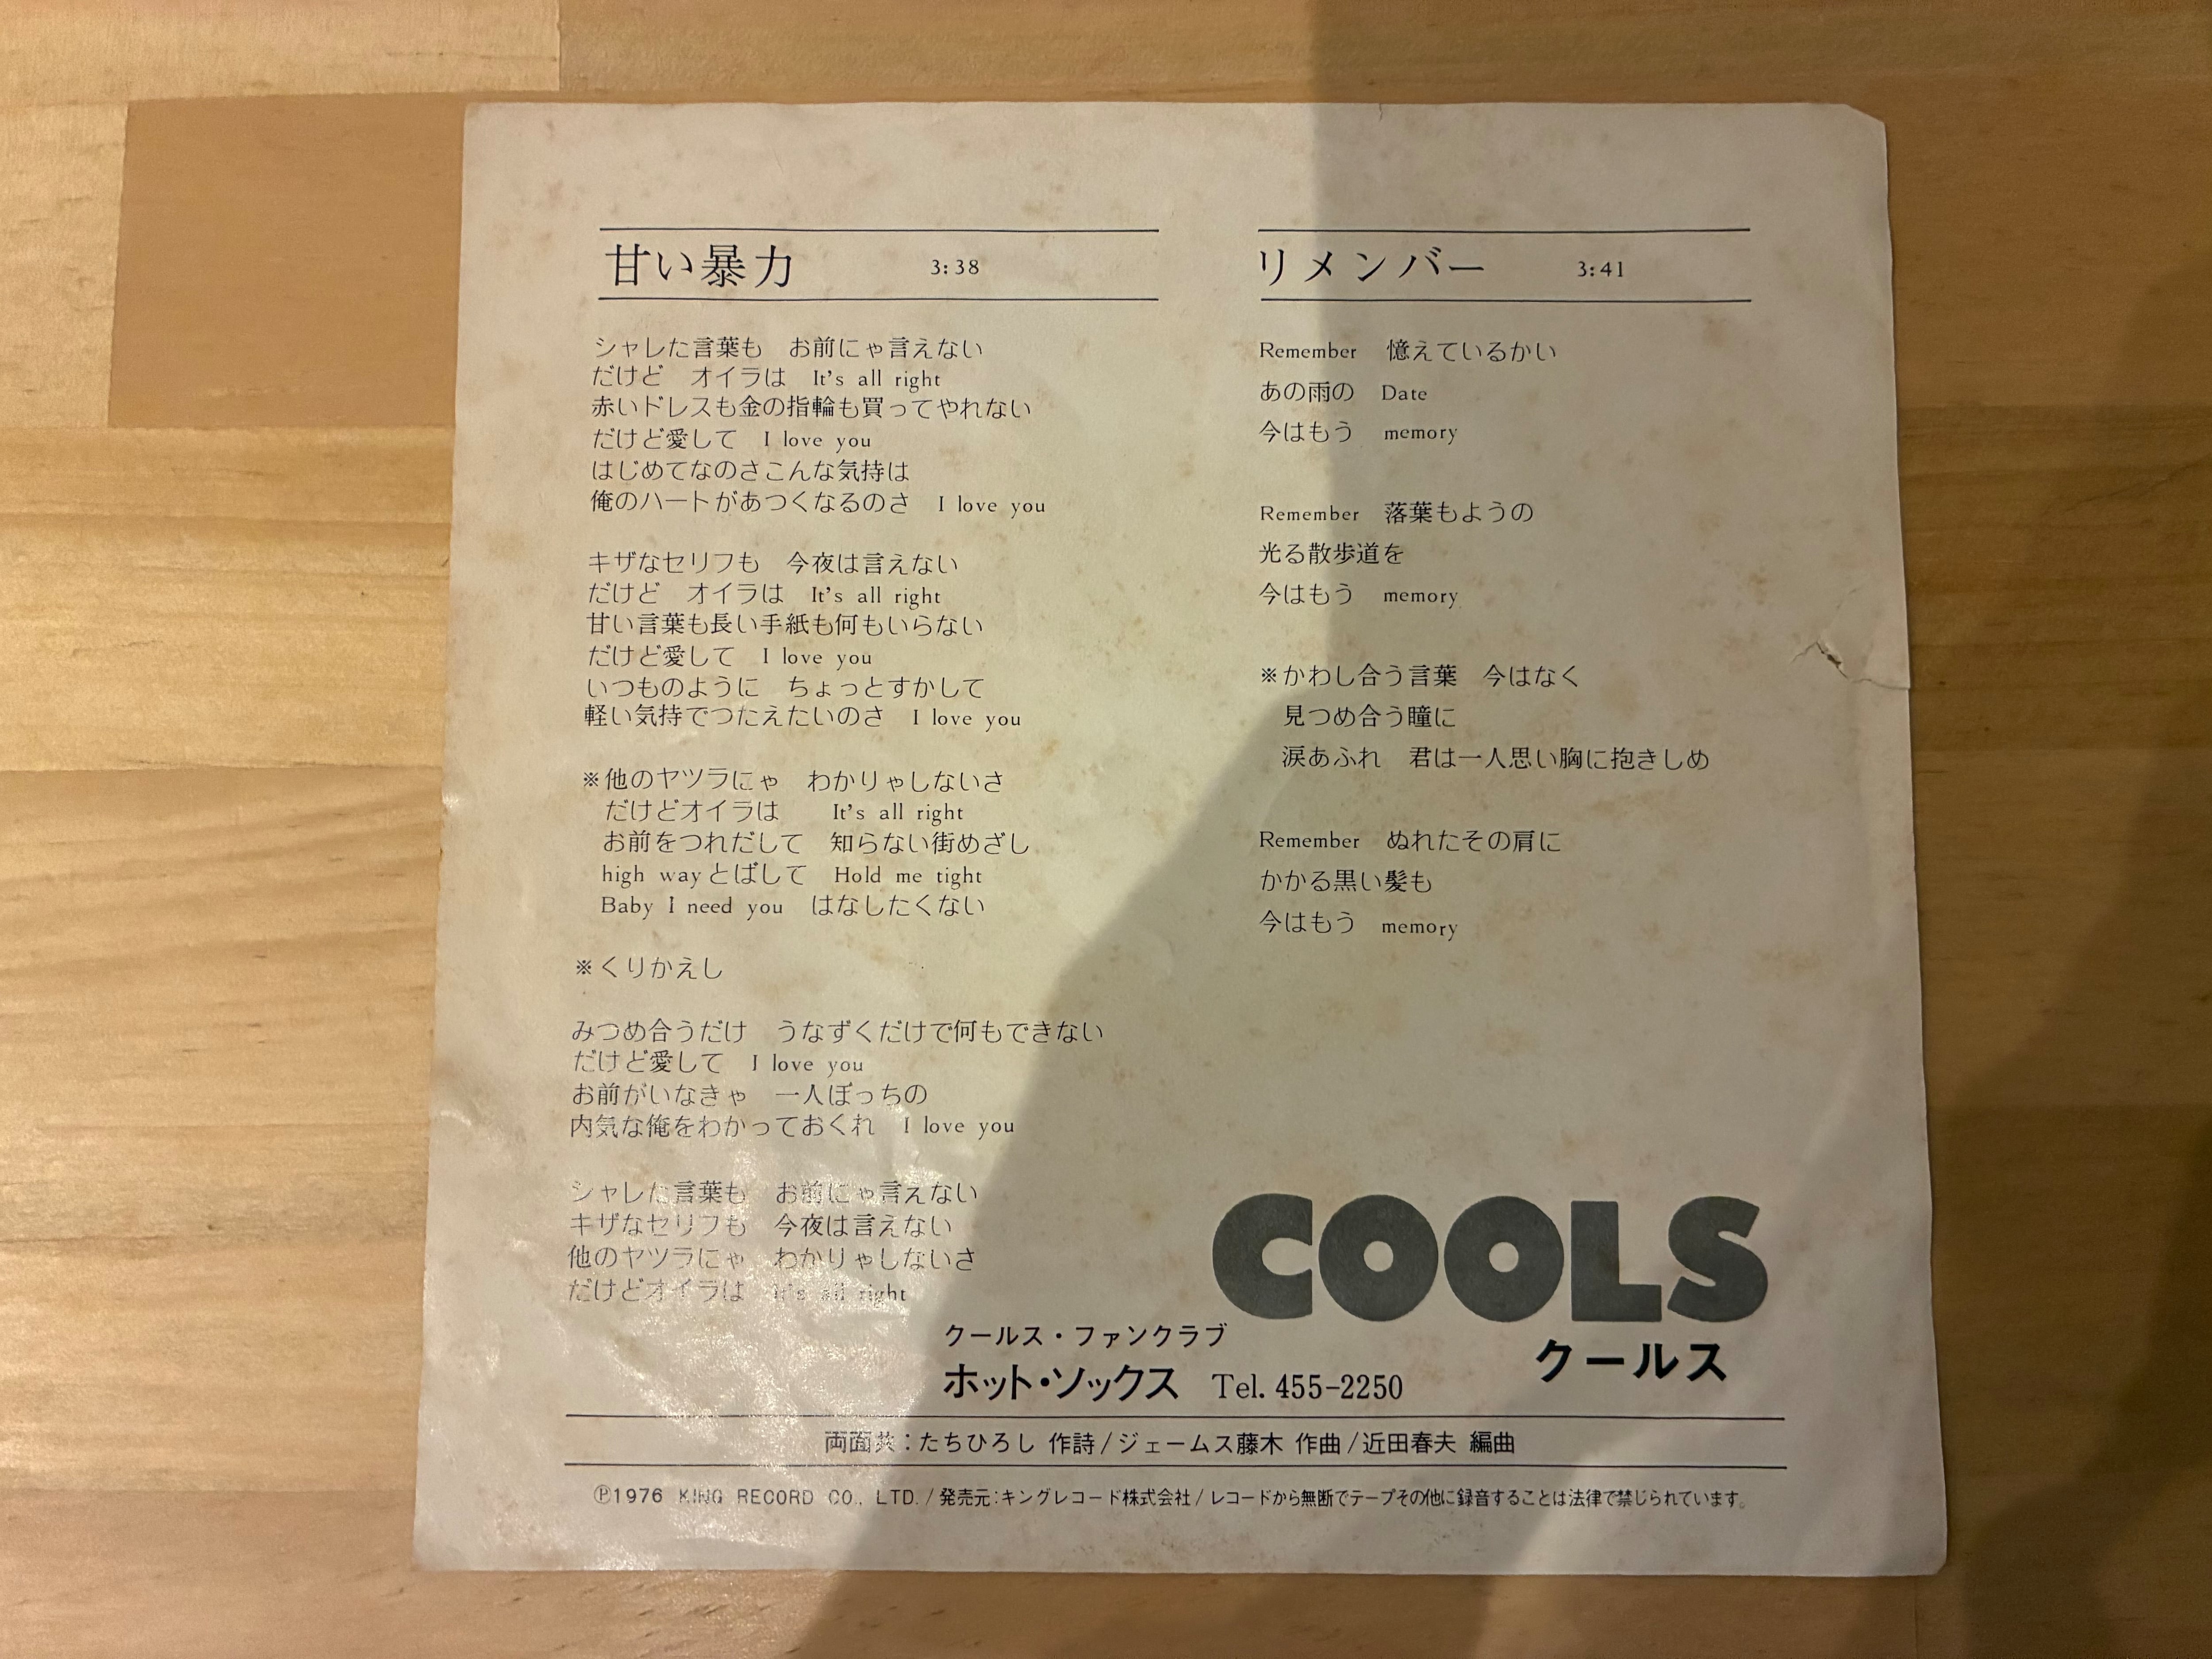 甘い暴力 3:38
シャレた言葉も お前にゃ言えない
だけど オイラは It's all right
赤いドレスも金の指輪も買ってやれない
だけど愛して I love you
はじめてなのさこんな気持は
俺のハートがあつくなるのさ I love you
キザなセリフも 今夜は言えない
だけど オイラは It's all right
甘い言葉も長い手紙も何もいらない
だけど愛して I love you
いつものように ちょっとすかして
軽い気持でつたえたいのさ I love you
※他のヤツラにゃ わかりゃしないさ
だけどオイラは It's all right
お前をつれだして 知らない街めざし
high wayとばして Hold me tight
Baby I need you はなしたくない
※くりかえし
みつめ合うだけ うなずくだけで何もできない
だけど愛して I love you
お前がいなきゃ 一人ぼっちの
内気な俺をわかっておくれ I love you
シャレた言葉も お前にゃ言えない
キザなセリフも 今夜は言えない
他のヤツラにゃ わかりゃしないさ
だけどオイラは It's all right
リメンバー 3:41
Remember 憶えているかい
あの雨の Date
今はもう memory
Remember 落葉もようの
光る散歩道を
今はもう memory
※かわし合う言葉 今はなく
見つめ合う瞳に
涙あふれ 君は一人思い胸に抱きしめ
Remember ぬれたその肩に
かかる黒い髪も
今はもう memory
COOLS
クールス
クールス・ファンクラブ
ホット・ソックス Tel. 455-2250
両面共：たちひろし 作詩/ジェームス藤木 作曲/近田春夫 編曲
Ⓟ1976 KING RECORD CO., LTD./発売元:キングレコード株式会社/レコードから無断でテープその他に録音することは法律で禁じられています。